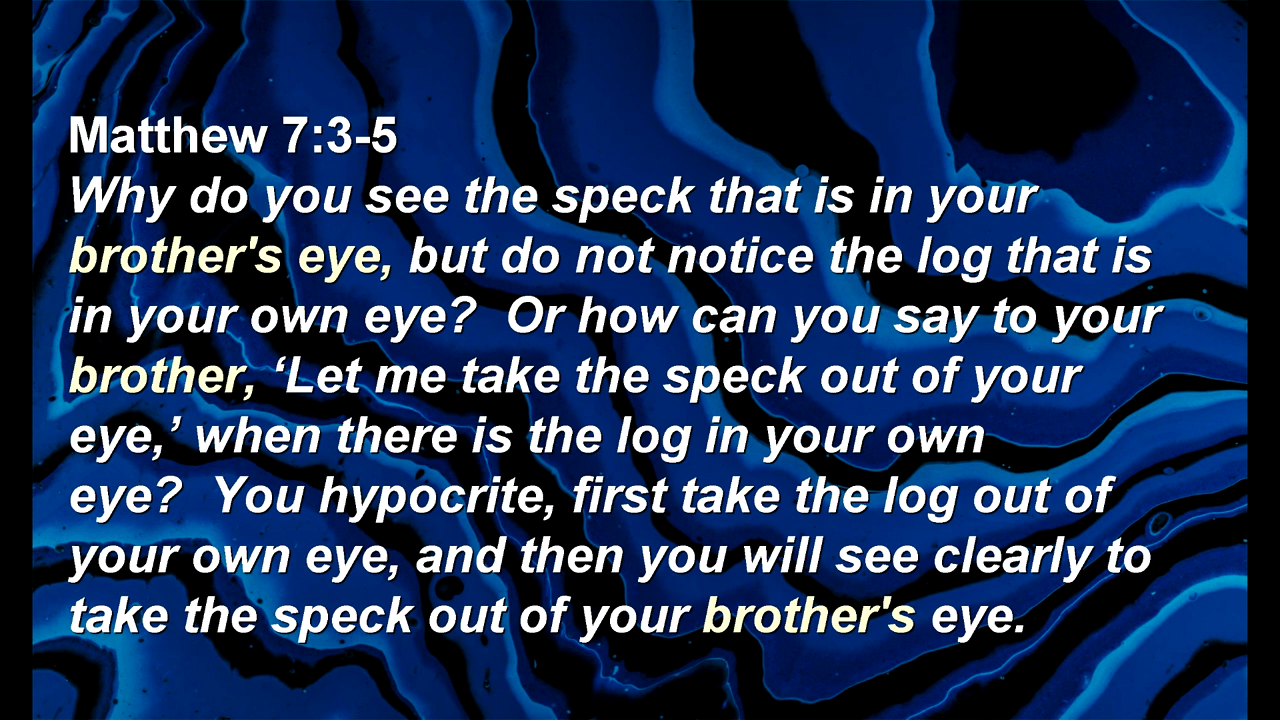 Matthew 7:3-5
Why do you see the speck that is in your
brother's eye, but do not notice the log that is
in your own eye?  Or how can you say to your
brother, ‘Let me take the speck out of your
eye,’ when there is the log in your own
eye?  You hypocrite, first take the log out of
your own eye, and then you will see clearly to
take the speck out of your brother's eye.